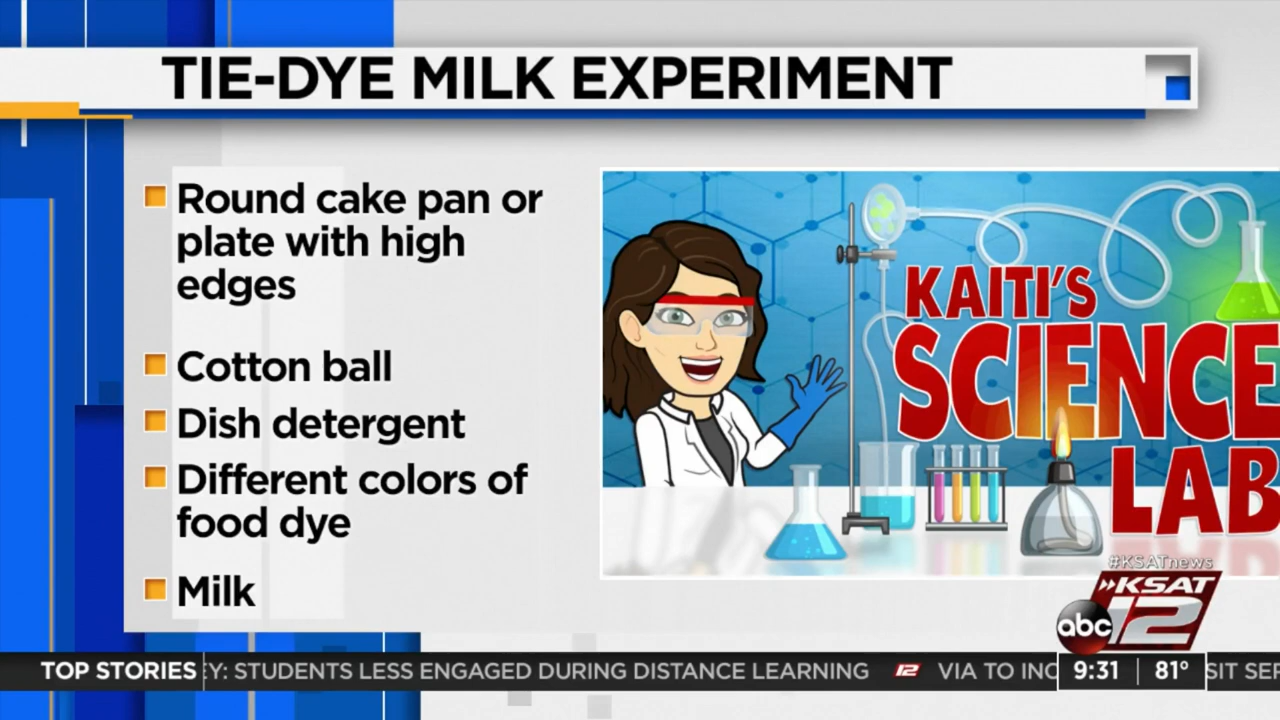 TIE-DYE MILK EXPERIMENT
Round cake pan or
plate with high
edges
Cotton ball
Dish detergent
Different colors of
food dye
Milk
KAITI'S
SCIENCE
LAB
#KSATnews
KSAT
abc 12
TOP STORIES EY: STUDENTS LESS ENGAGED DURING DISTANCE LEARNING 12 VIA TO INC 9:31 81° SIT SER